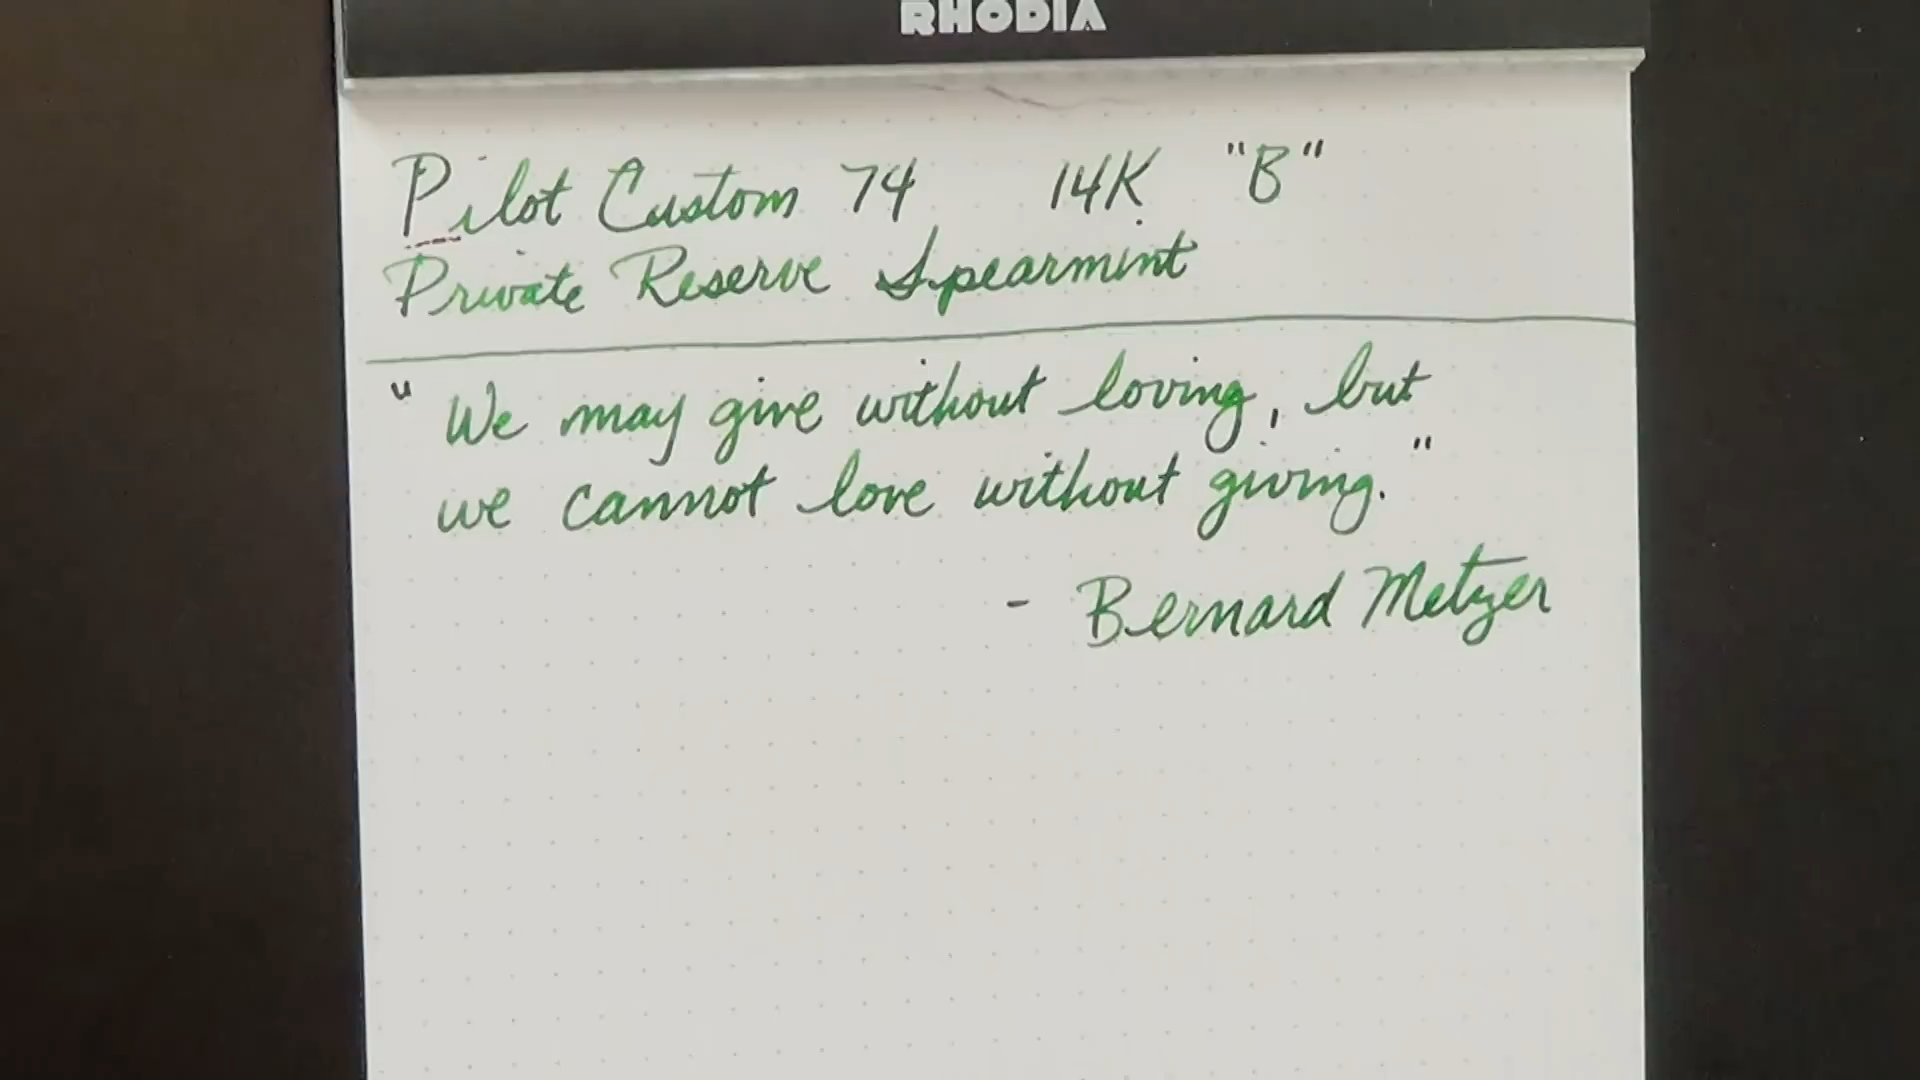 RHODIA
Pilot Custom 74 14K "B"
Private Reserve Spearmint
"We may give without loving, but
we cannot love without giving."
- Bernard Metzer